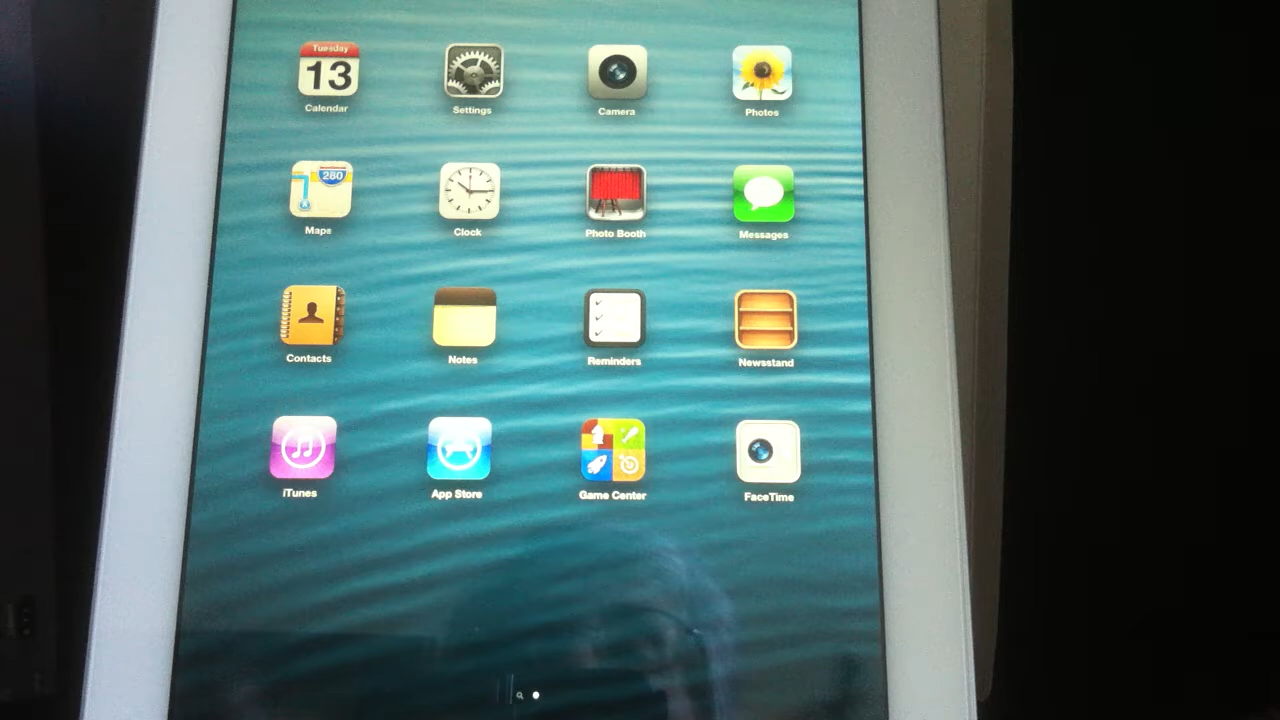 Tuesday
13
Calendar
Settings
Camera
Photos
280
Maps
Clock
Photo Booth
Messages
Contacts
Notes
Reminders
Newsstand
iTunes
App Store
Game Center
FaceTime